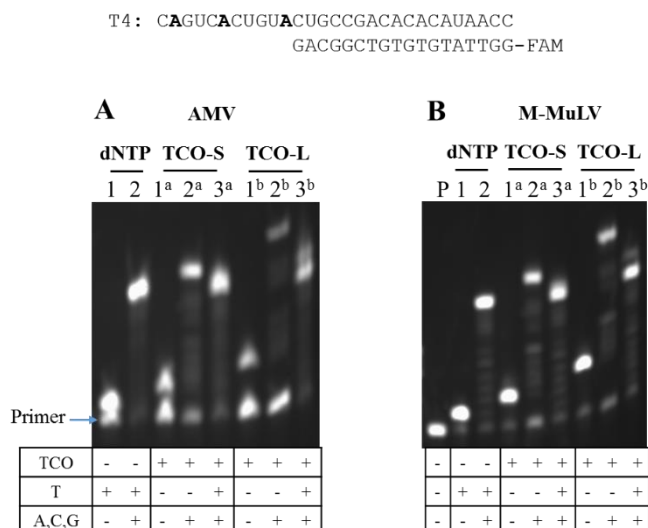 T4: CAGUCACUGUACUGCCGACACACAUAACC
GACGGCTGTGTGTATTGG-FAM
A AMV
dNTP TCO-S TCO-L
1 2 1a 2a 3a 1b 2b 3b
Primer
TCO - - + + + + + +
T + + - - + - - +
A,C,G - + - + + - + +
B M-MuLV
dNTP TCO-S TCO-L
P 1 2 1a 2a 3a 1b 2b 3b
- - - + + + + + +
- + + - - + - - +
- - + - + + - + +